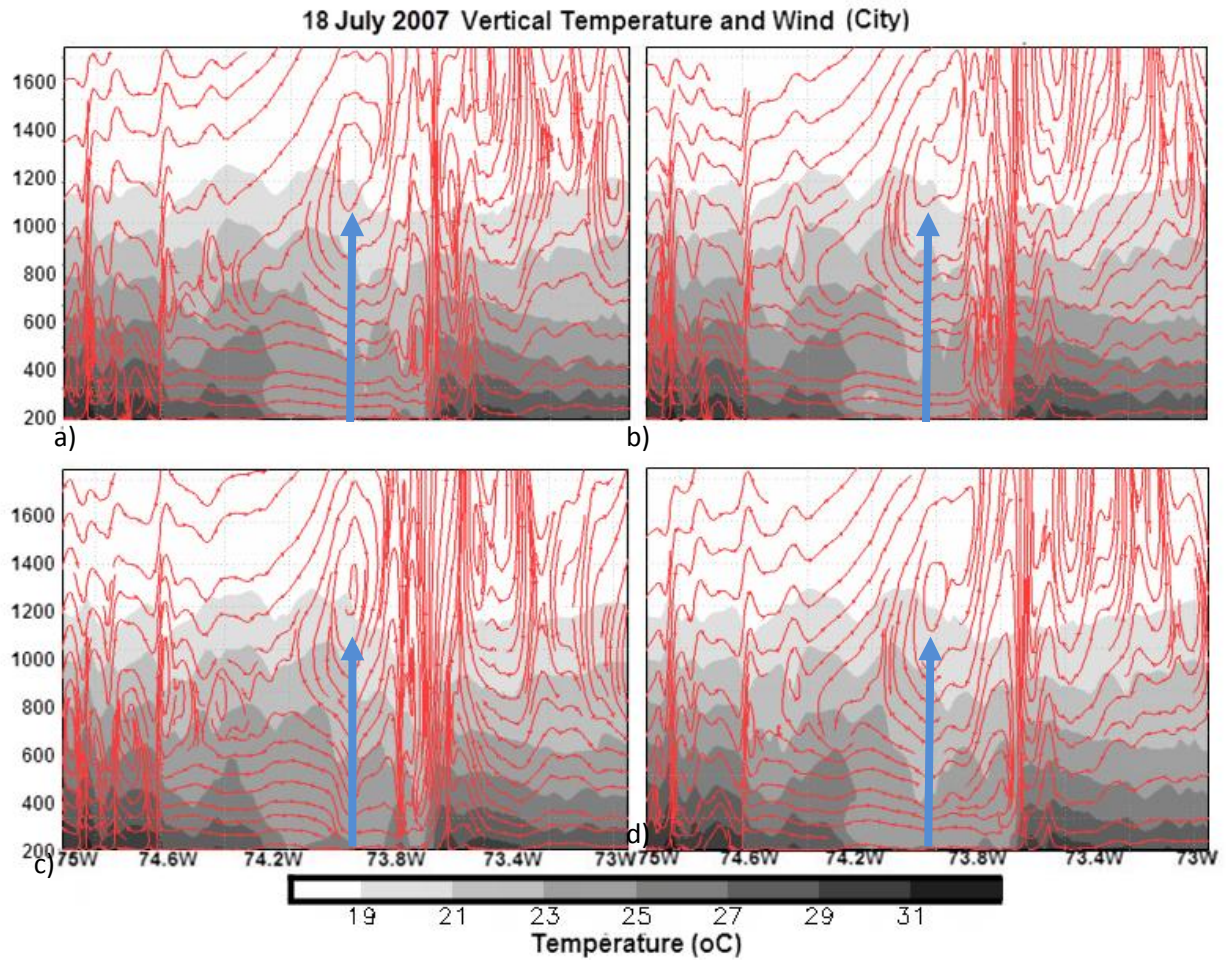 18 July 2007 Vertical Temperature and Wind (City)
1600
1400
1200
1000
800
600
400
200
a)
b)
1600
1400
1200
1000
800
600
400
200
c)
d)
75W 74.6W 74.2W 73.8W 73.4W 73W
75W 74.6W 74.2W 73.8W 73.4W 73W
19 21 23 25 27 29 31
Température (oC)